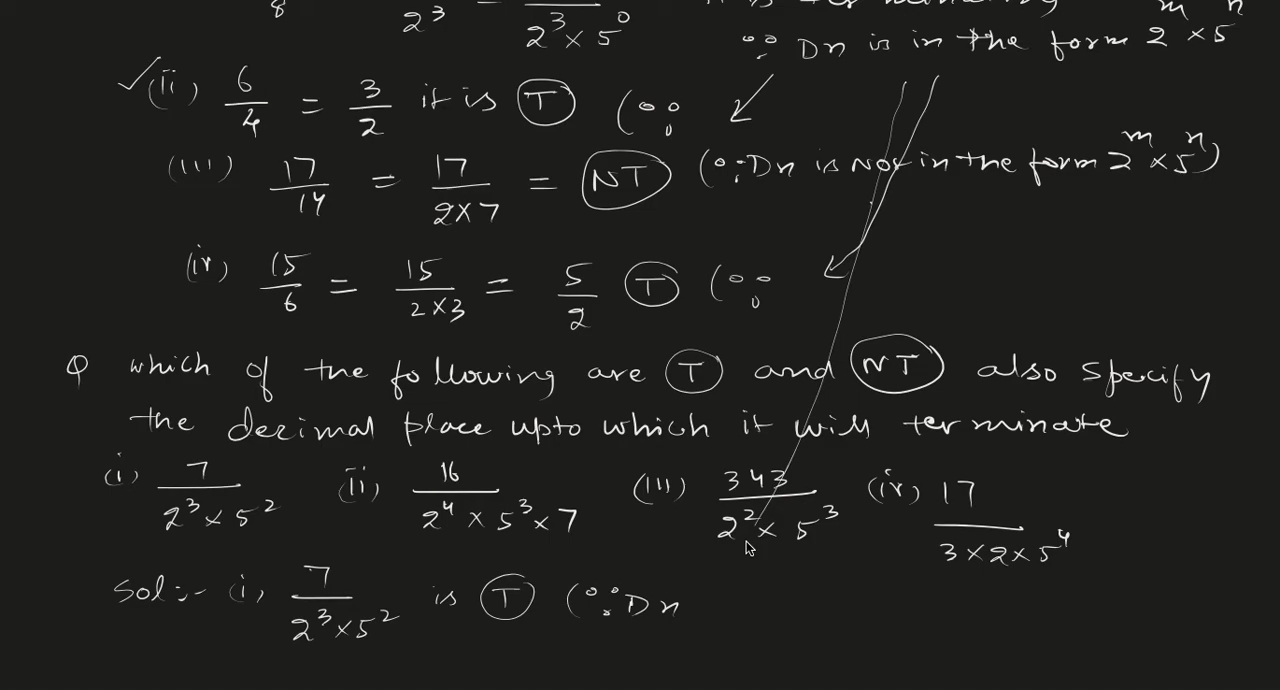 8 2³ 2³ × 5⁰
∵ Dn is in the form 2ᵐ × 5ⁿ
✓(ii) 6/4 = 3/2 it is T (∵
(iii) 17/14 = 17/(2×7) = NT (∵ Dn is Not in the form 2ᵐ × 5ⁿ)
(iv) 15/6 = 15/(2×3) = 5/2 T (∵
Q which of the following are T and NT also specify
the decimal place upto which it will terminate
(i) 7/(2³ × 5²) (ii) 16/(2⁴ × 5³ × 7) (iii) 343/(2² × 5³) (iv) 17/(3×2×5⁴)
Sol:- (i) 7/(2³×5²) is T (∵ Dn